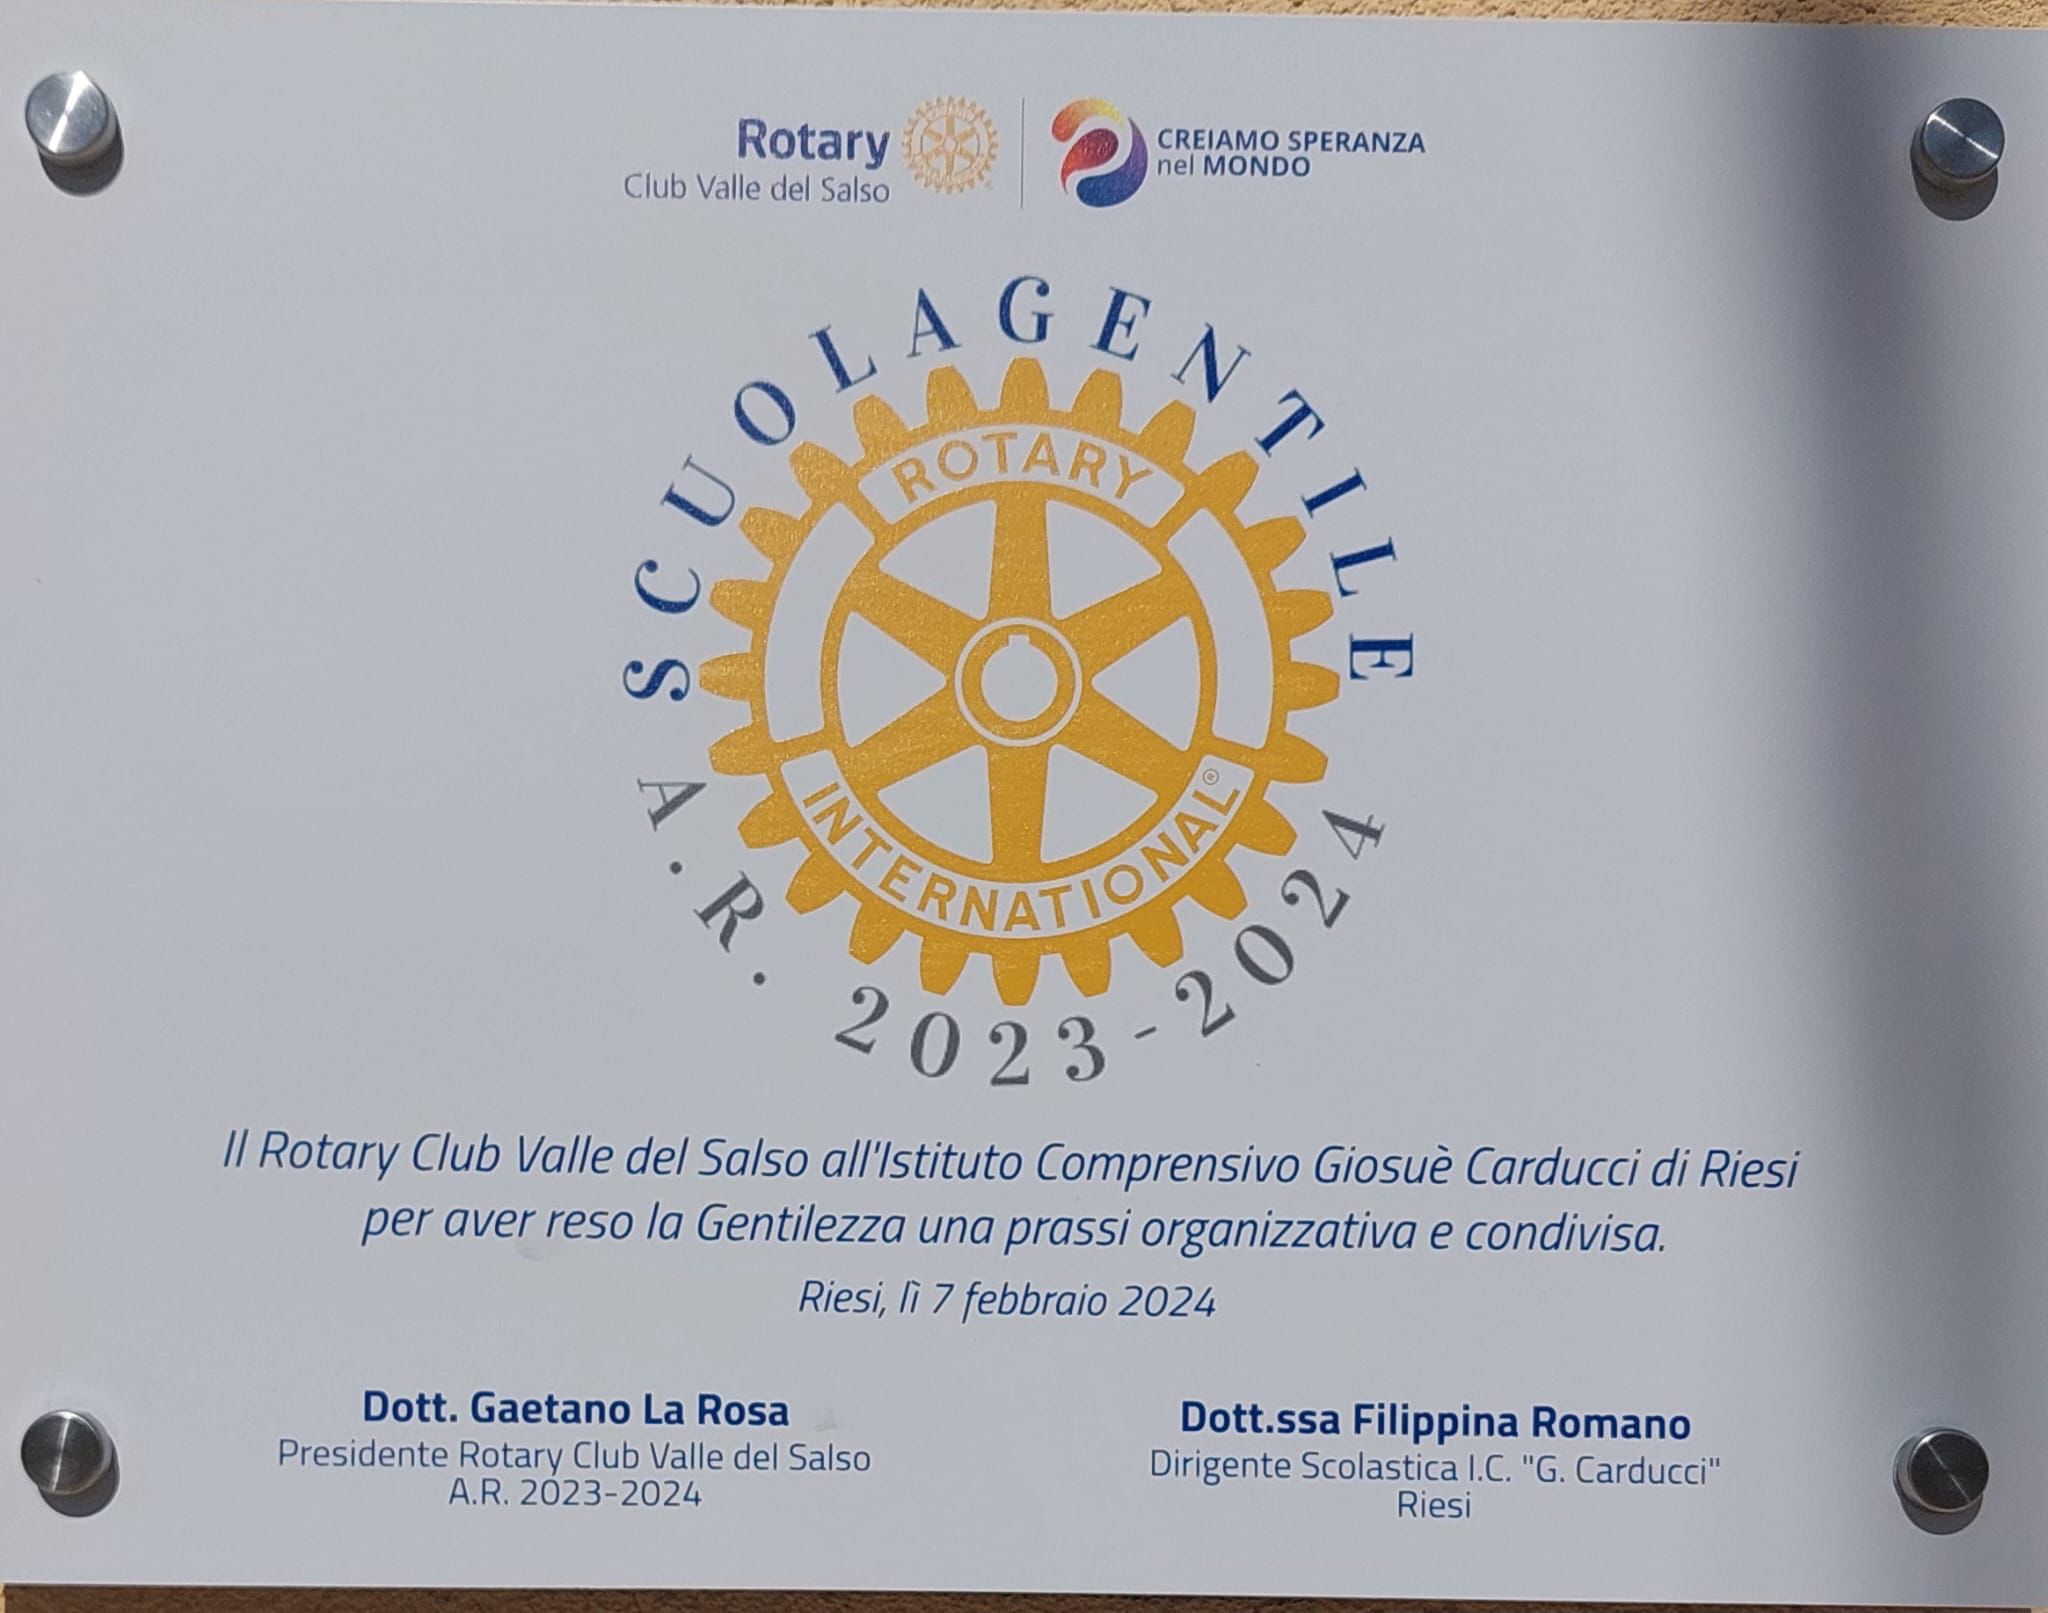 Rotary
Club Valle del Salso
CREIAMO SPERANZA
nel MONDO
SCUOLAGENTILE
ROTARY
INTERNATIONAL®
A.R. 2023-2024
Il Rotary Club Valle del Salso all'Istituto Comprensivo Giosuè Carducci di Riesi
per aver reso la Gentilezza una prassi organizzativa e condivisa.
Riesi, lì 7 febbraio 2024
Dott. Gaetano La Rosa
Presidente Rotary Club Valle del Salso
A.R. 2023-2024
Dott.ssa Filippina Romano
Dirigente Scolastica I.C. "G. Carducci"
Riesi